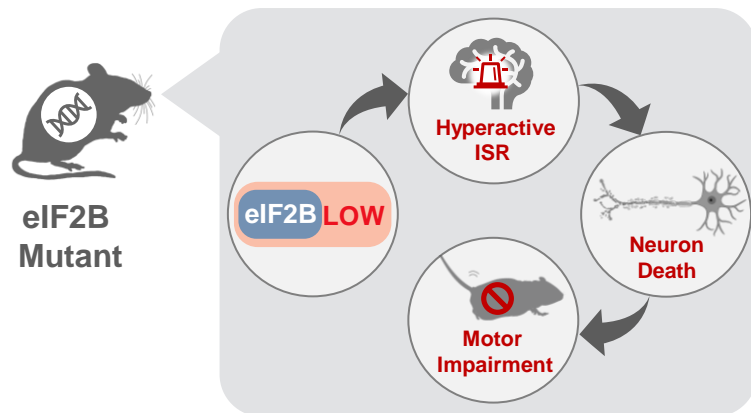 eIF2B
Mutant
eIF2B LOW
Hyperactive
ISR
Neuron
Death
Motor
Impairment